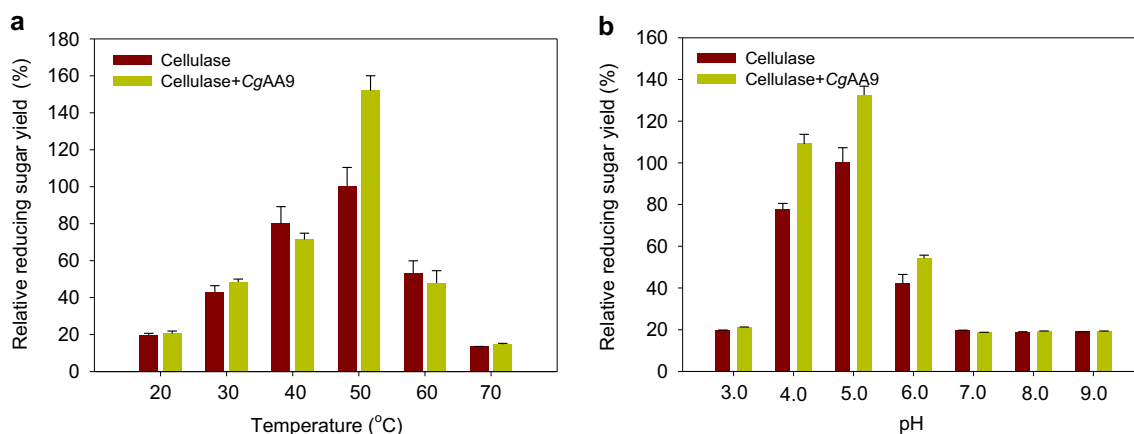 a
Relative reducing sugar yield (%)
180
160
140
120
100
80
60
40
20
0
Cellulase
Cellulase+CgAA9
20 30 40 50 60 70
Temperature (°C)
b
Relative reducing sugar yield (%)
160
140
120
100
80
60
40
20
0
Cellulase
Cellulase+CgAA9
3.0 4.0 5.0 6.0 7.0 8.0 9.0
pH